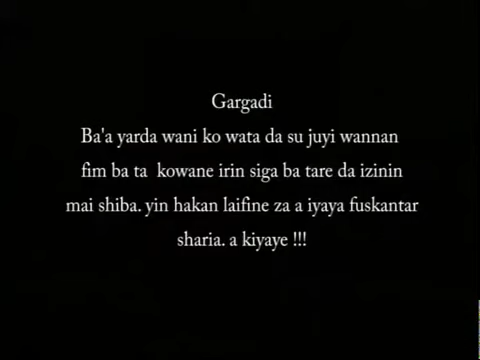 Gargadi
Ba'a yarda wani ko wata da su juyi wannan
fim ba ta kowane irin siga ba tare da izinin
mai shiba. yin hakan laifine za a iyaya fuskantar
sharia. a kiyaye !!!